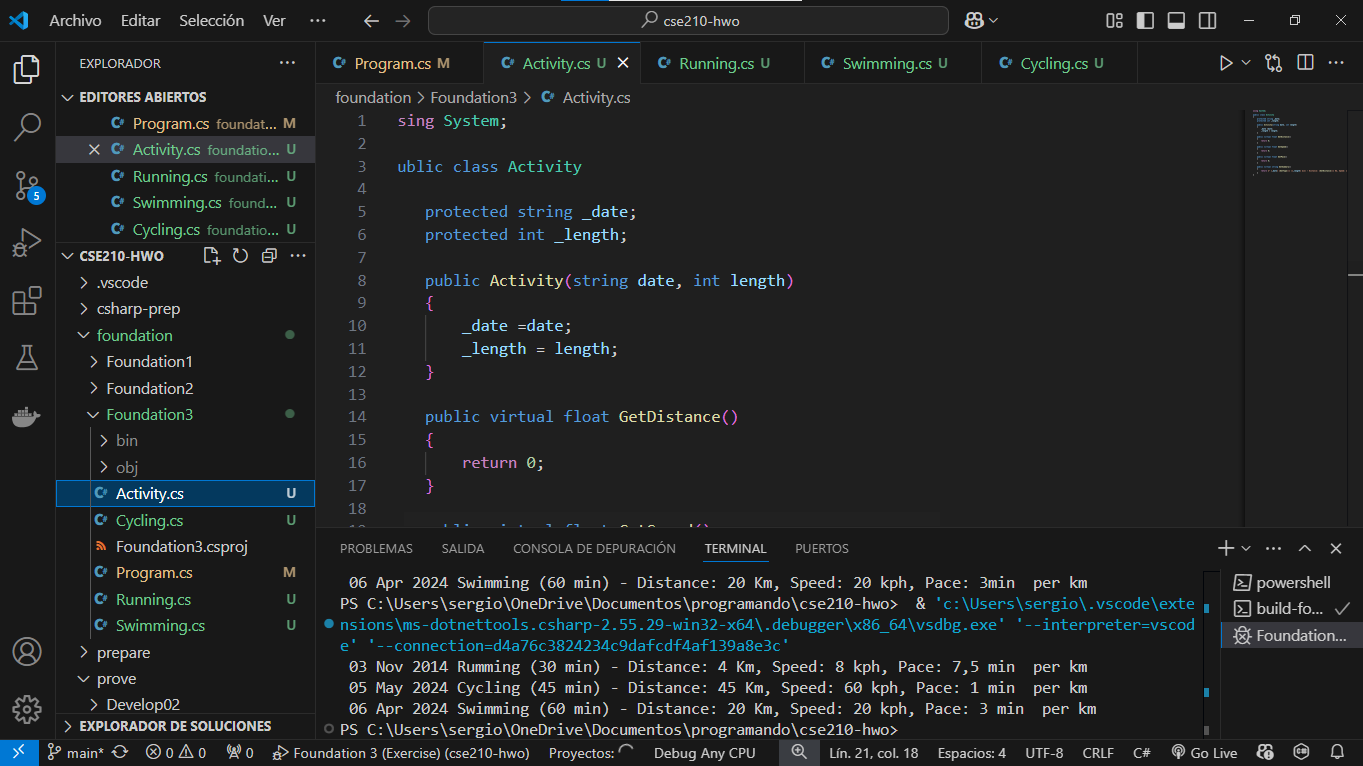 Archivo Editar Selección Ver ··· cse210-hwo
EXPLORADOR ···
EDITORES ABIERTOS
Program.cs foundat... M
Activity.cs foundatio... U
Running.cs foundati... U
Swimming.cs found... U
Cycling.cs foundatio... U
CSE210-HWO ···
.vscode
csharp-prep
foundation
Foundation1
Foundation2
Foundation3
bin
obj
Activity.cs U
Cycling.cs U
Foundation3.csproj
Program.cs M
Running.cs U
Swimming.cs U
prepare
prove
Develop02
EXPLORADOR DE SOLUCIONES
Program.cs M Activity.cs U Running.cs U Swimming.cs U Cycling.cs U
foundation > Foundation3 > Activity.cs
1 sing System;
2
3 ublic class Activity
4
5 protected string _date;
6 protected int _length;
7
8 public Activity(string date, int length)
9 {
10 _date =date;
11 _length = length;
12 }
13
14 public virtual float GetDistance()
15 {
16 return 0;
17 }
18
19 public virtual float GetSpeed()
PROBLEMAS SALIDA CONSOLA DE DEPURACIÓN TERMINAL PUERTOS
06 Apr 2024 Swimming (60 min) - Distance: 20 Km, Speed: 20 kph, Pace: 3min  per km
PS C:\Users\sergio\OneDrive\Documentos\programando\cse210-hwo>  & 'c:\Users\sergio\.vscode\exte
nsions\ms-dotnettools.csharp-2.55.29-win32-x64\.debugger\x86_64\vsdbg.exe' '--interpreter=vscod
e' '--connection=d4a76c3824234c9dafcdf4af139a8e3c'
03 Nov 2014 Rumming (30 min) - Distance: 4 Km, Speed: 8 kph, Pace: 7,5 min  per km
05 May 2024 Cycling (45 min) - Distance: 45 Km, Speed: 60 kph, Pace: 1 min  per km
06 Apr 2024 Swimming (60 min) - Distance: 20 Km, Speed: 20 kph, Pace: 3 min  per km
PS C:\Users\sergio\OneDrive\Documentos\programando\cse210-hwo>
powershell
build-fo...
Foundation...
5
main* 0 0 0 Foundation 3 (Exercise) (cse210-hwo) Proyectos: Debug Any CPU Lín. 21, col. 18 Espacios: 4 UTF-8 CRLF C# Go Live